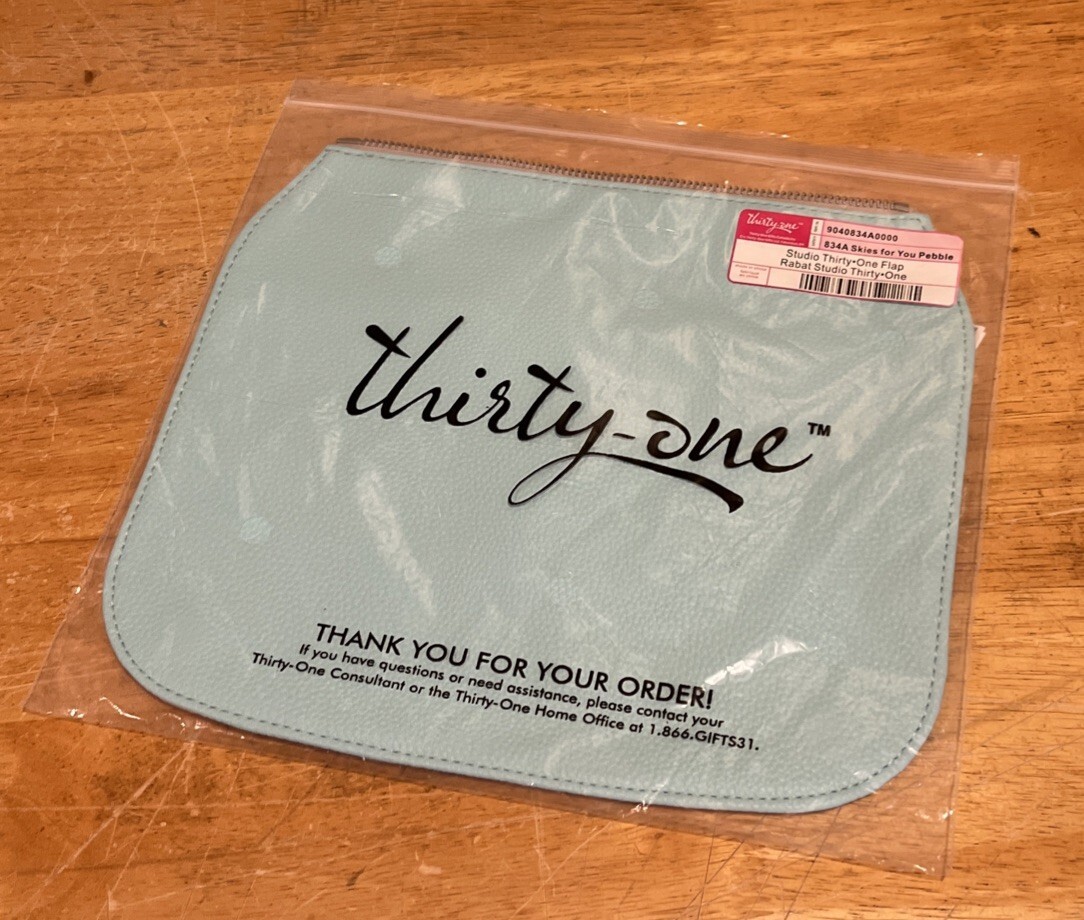 thirty-one
9040834A0000
834A Skies for You Pebble
Studio Thirty•One Flap
Rabat Studio Thirty•One
thirty-one™
THANK YOU FOR YOUR ORDER!
If you have questions or need assistance, please contact your
Thirty-One Consultant or the Thirty-One Home Office at 1.866.GIFTS31.